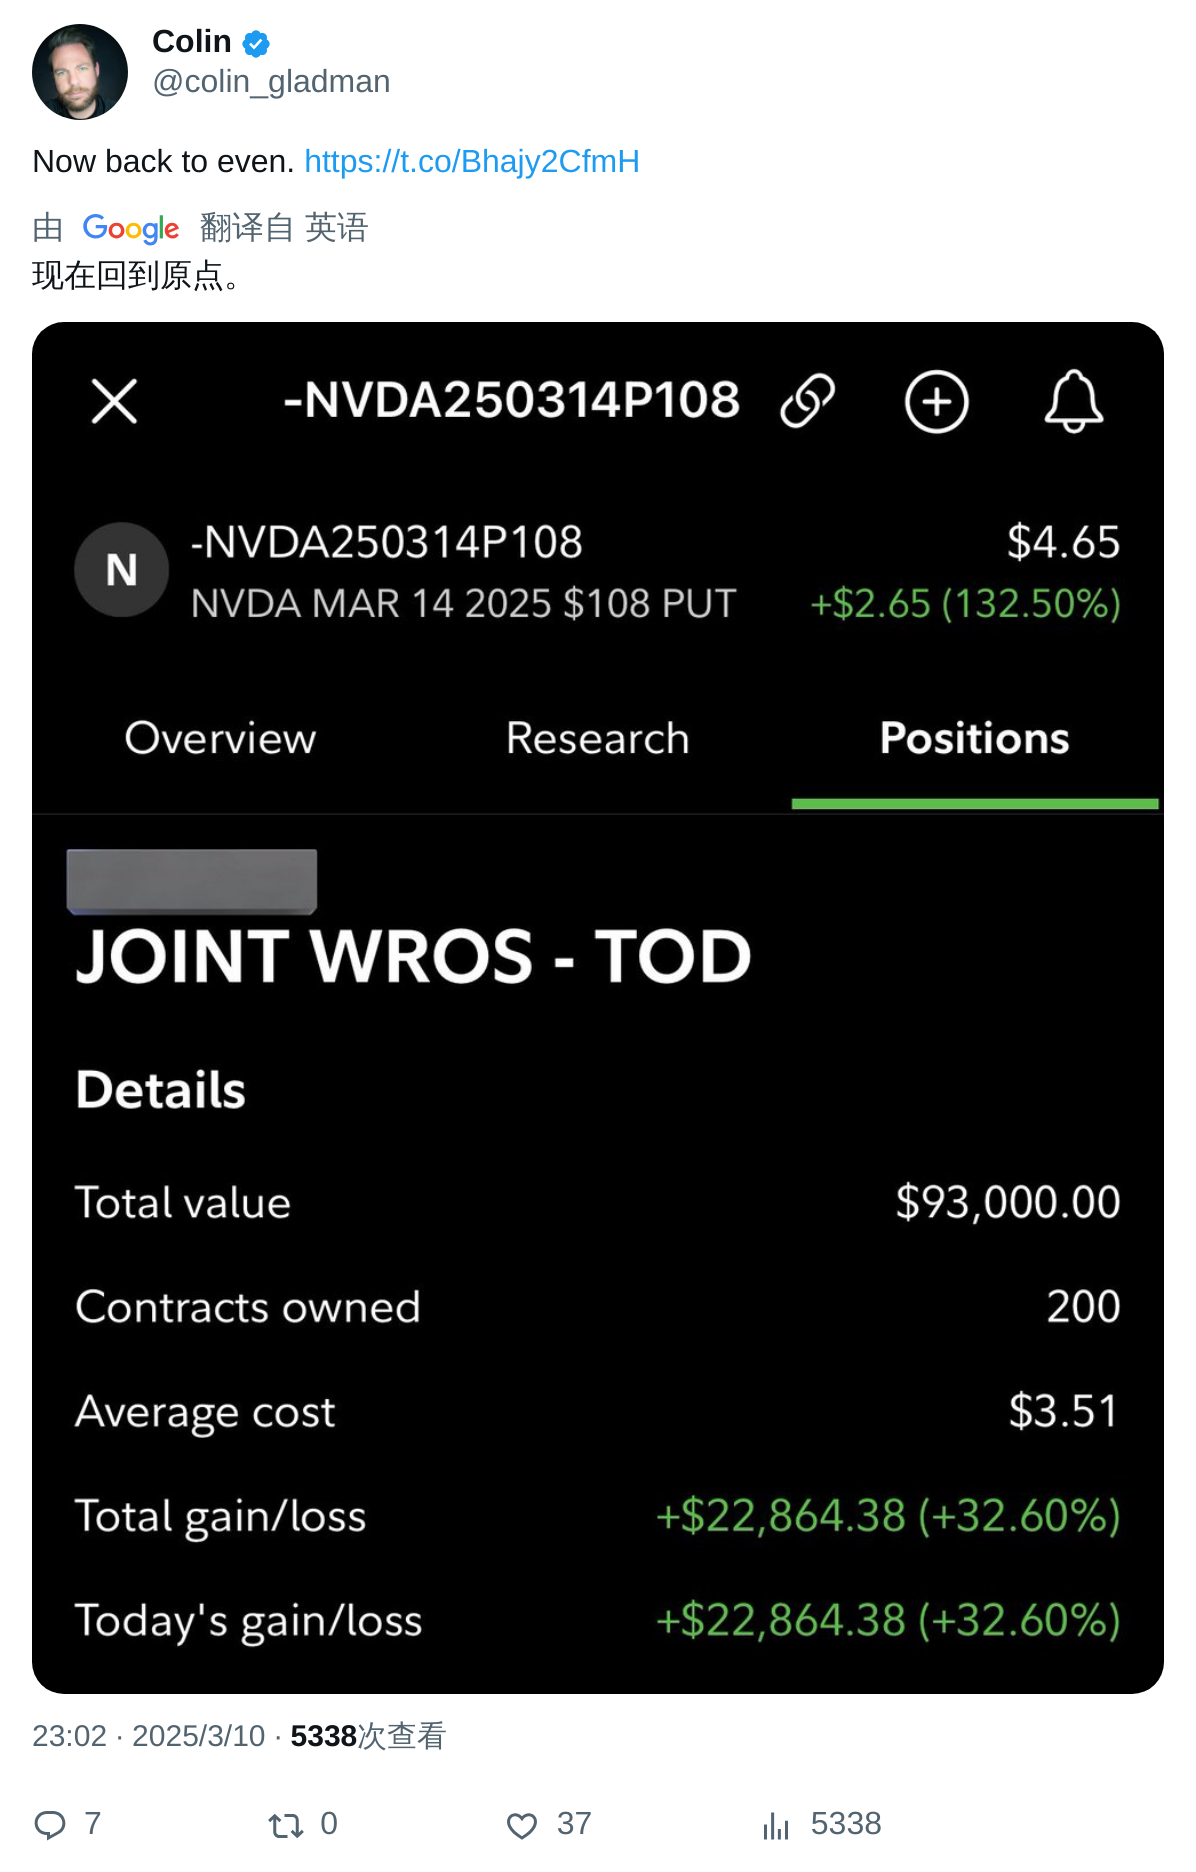 Colin
@colin_gladman
Now back to even. https://t.co/Bhajy2CfmH
由 Google 翻译自 英语
现在回到原点。
-NVDA250314P108
N
-NVDA250314P108 $4.65
NVDA MAR 14 2025 $108 PUT +$2.65 (132.50%)
Overview Research Positions
JOINT WROS - TOD
Details
Total value $93,000.00
Contracts owned 200
Average cost $3.51
Total gain/loss +$22,864.38 (+32.60%)
Today's gain/loss +$22,864.38 (+32.60%)
23:02 · 2025/3/10 · 5338次查看
7 0 37 5338